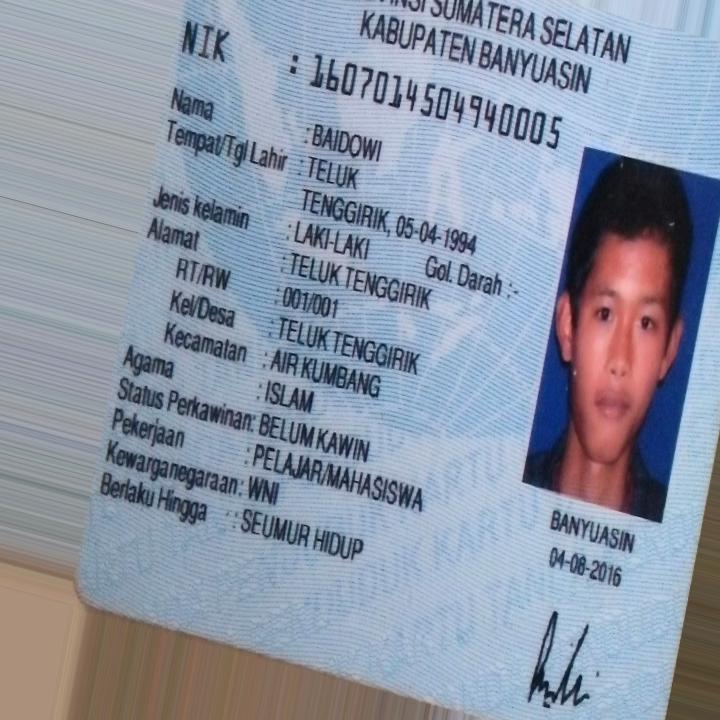 SUMATERA SELATAN
KABUPATEN BANYUASIN
NIK : 1607014504940005
Nama : BAIDOWI
Tempat/Tgl Lahir : TELUK
TENGGIRIK, 05-04-1994
Jenis kelamin : LAKI-LAKI Gol. Darah :-
Alamat : TELUK TENGGIRIK
RT/RW : 001/001
Kel/Desa : TELUK TENGGIRIK
Kecamatan : AIR KUMBANG
Agama : ISLAM
Status Perkawinan: BELUM KAWIN
Pekerjaan : PELAJAR/MAHASISWA
Kewarganegaraan: WNI
Berlaku Hingga : SEUMUR HIDUP
BANYUASIN
04-08-2016